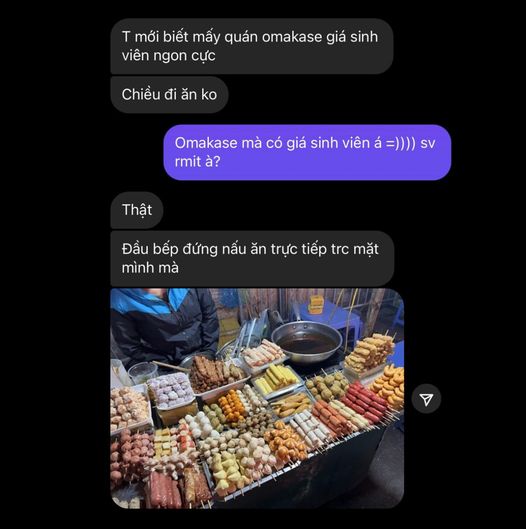 T mới biết mấy quán omakase giá sinh
viên ngon cực
Chiều đi ăn ko
Omakase mà có giá sinh viên á =)))) sv
rmit à?
Thật
Đầu bếp đứng nấu ăn trực tiếp trc mặt
mình mà